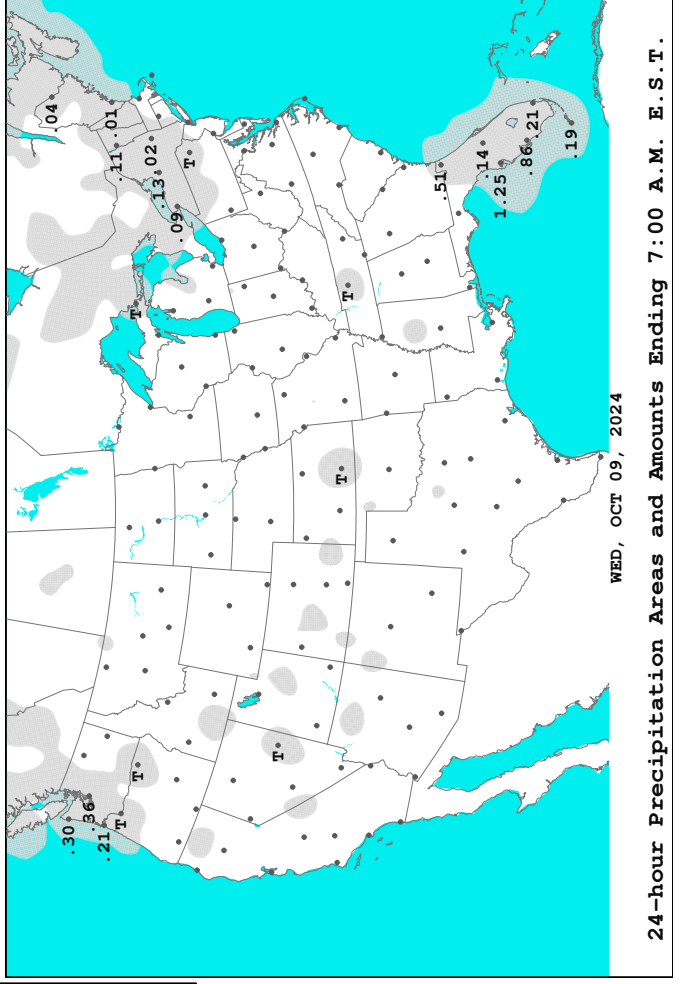 .30
.36
.21
T
T
T
T
T
T
.09
.13
.02
T
.11
.01
.04
.51
1.25
.14
.86
.21
.19
WED, OCT 09, 2024
24-hour Precipitation Areas and Amounts Ending 7:00 A.M. E.S.T.